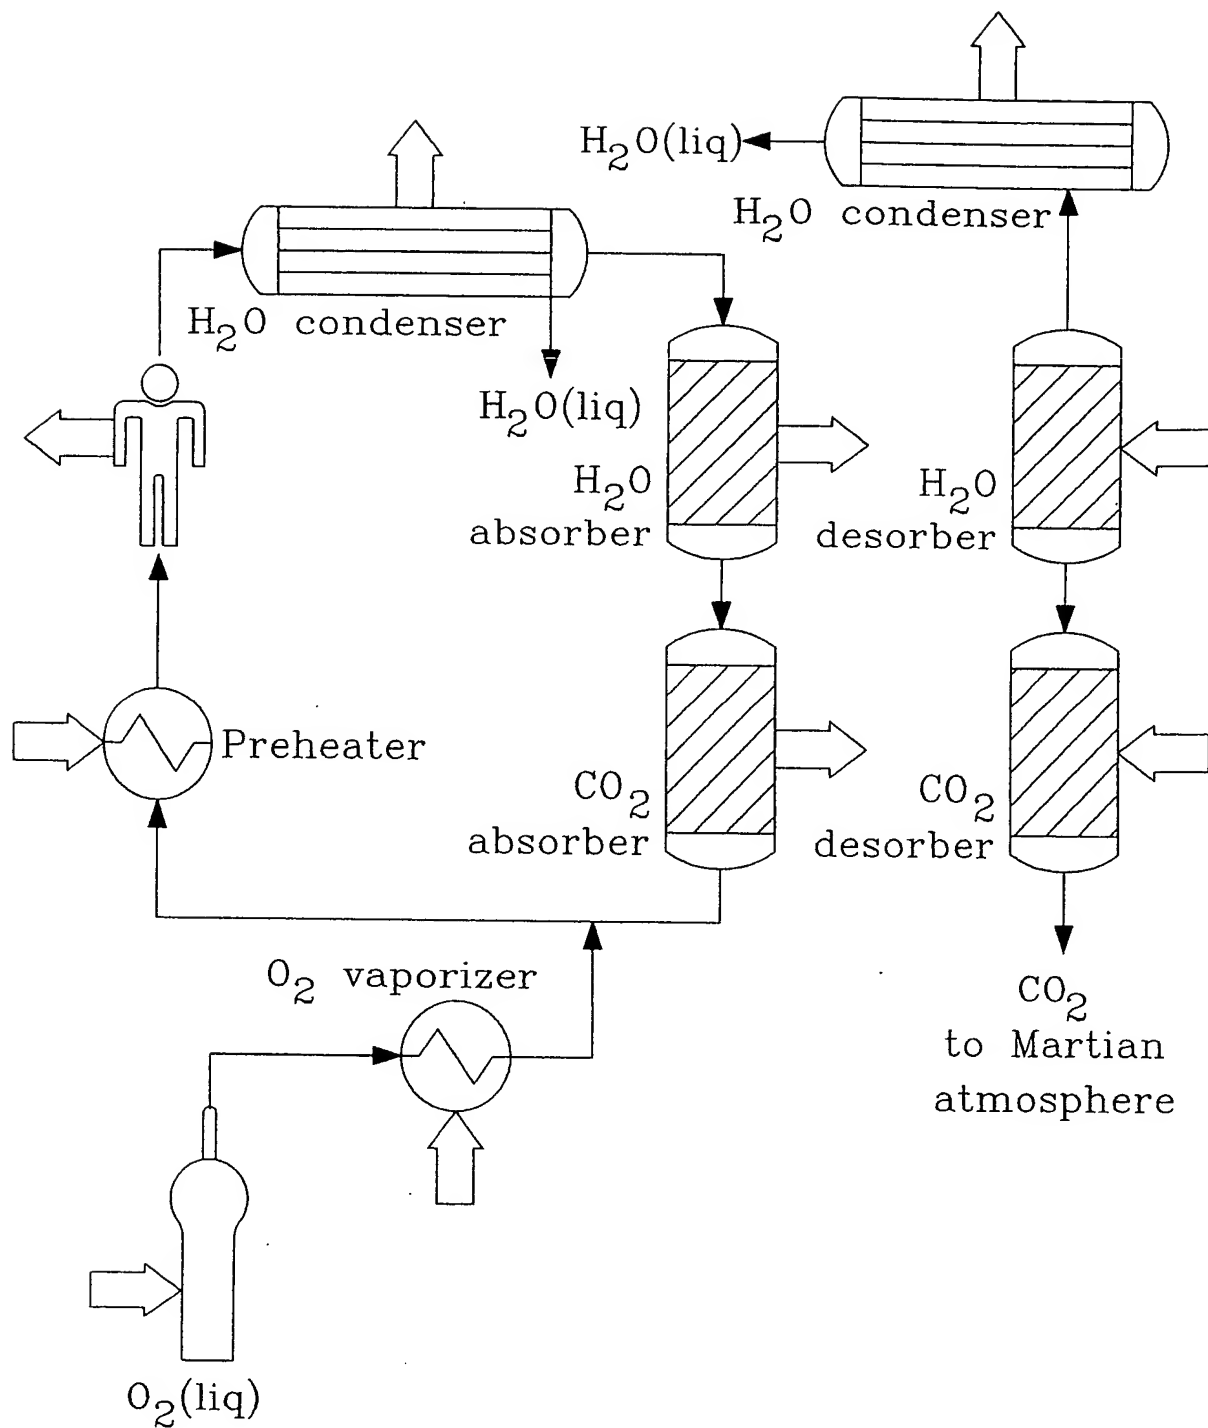 H₂O(liq)
H₂O condenser
H₂O condenser
H₂O(liq)
H₂O
absorber
H₂O
desorber
Preheater
CO₂
absorber
CO₂
desorber
O₂ vaporizer
CO₂
to Martian
atmosphere
O₂(liq)